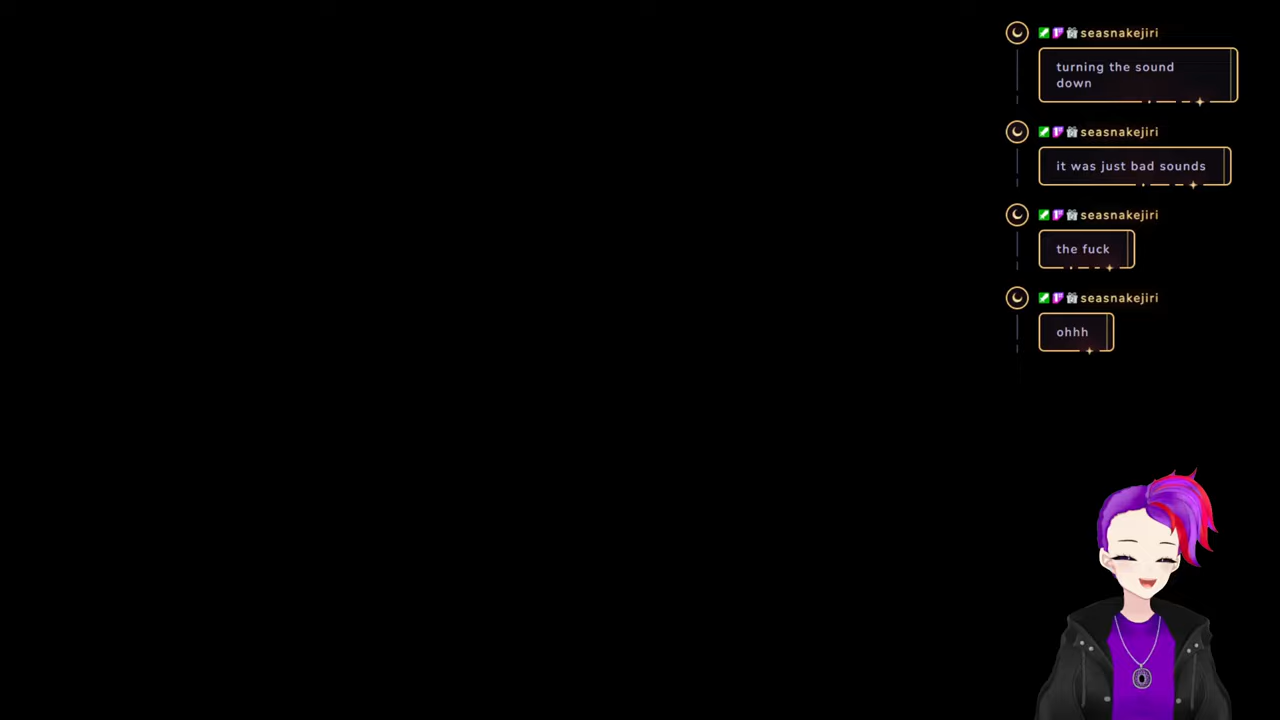 seasnakejiri
turning the sound
down
seasnakejiri
it was just bad sounds
seasnakejiri
the fuck
seasnakejiri
ohhh